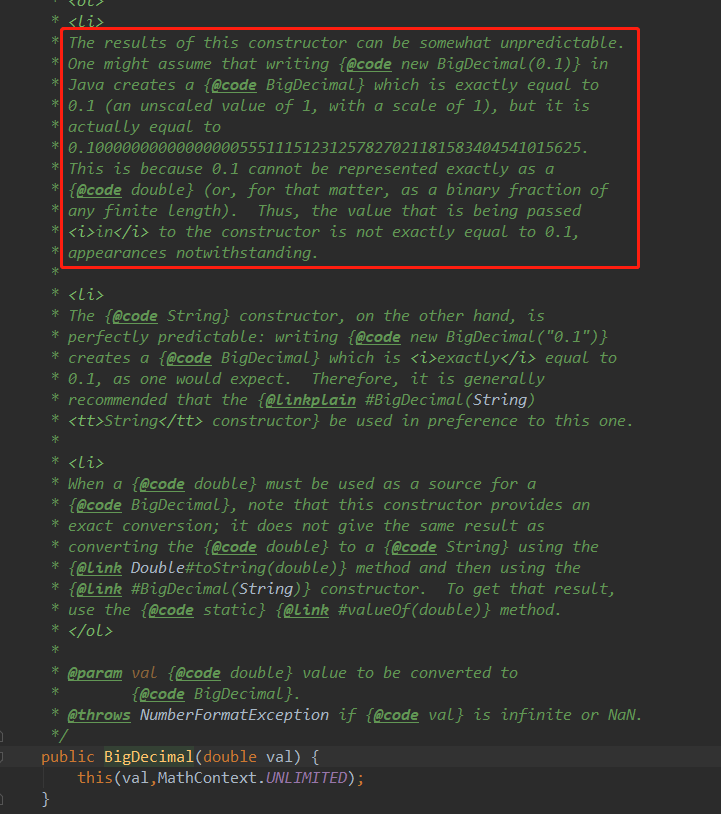 * <ol>
* <li>
* The results of this constructor can be somewhat unpredictable.
* One might assume that writing {@code new BigDecimal(0.1)} in
* Java creates a {@code BigDecimal} which is exactly equal to
* 0.1 (an unscaled value of 1, with a scale of 1), but it is
* actually equal to
* 0.1000000000000000055511151231257827021181583404541015625.
* This is because 0.1 cannot be represented exactly as a
* {@code double} (or, for that matter, as a binary fraction of
* any finite length).  Thus, the value that is being passed
* <i>in</i> to the constructor is not exactly equal to 0.1,
* appearances notwithstanding.
*
* <li>
* The {@code String} constructor, on the other hand, is
* perfectly predictable: writing {@code new BigDecimal("0.1")}
* creates a {@code BigDecimal} which is <i>exactly</i> equal to
* 0.1, as one would expect.  Therefore, it is generally
* recommended that the {@linkplain #BigDecimal(String)
* <tt>String</tt> constructor} be used in preference to this one.
*
* <li>
* When a {@code double} must be used as a source for a
* {@code BigDecimal}, note that this constructor provides an
* exact conversion; it does not give the same result as
* converting the {@code double} to a {@code String} using the
* {@link Double#toString(double)} method and then using the
* {@link #BigDecimal(String)} constructor.  To get that result,
* use the {@code static} {@link #valueOf(double)} method.
* </ol>
*
* @param val {@code double} value to be converted to
*        {@code BigDecimal}.
* @throws NumberFormatException if {@code val} is infinite or NaN.
*/
public BigDecimal(double val) {
    this(val,MathContext.UNLIMITED);
}